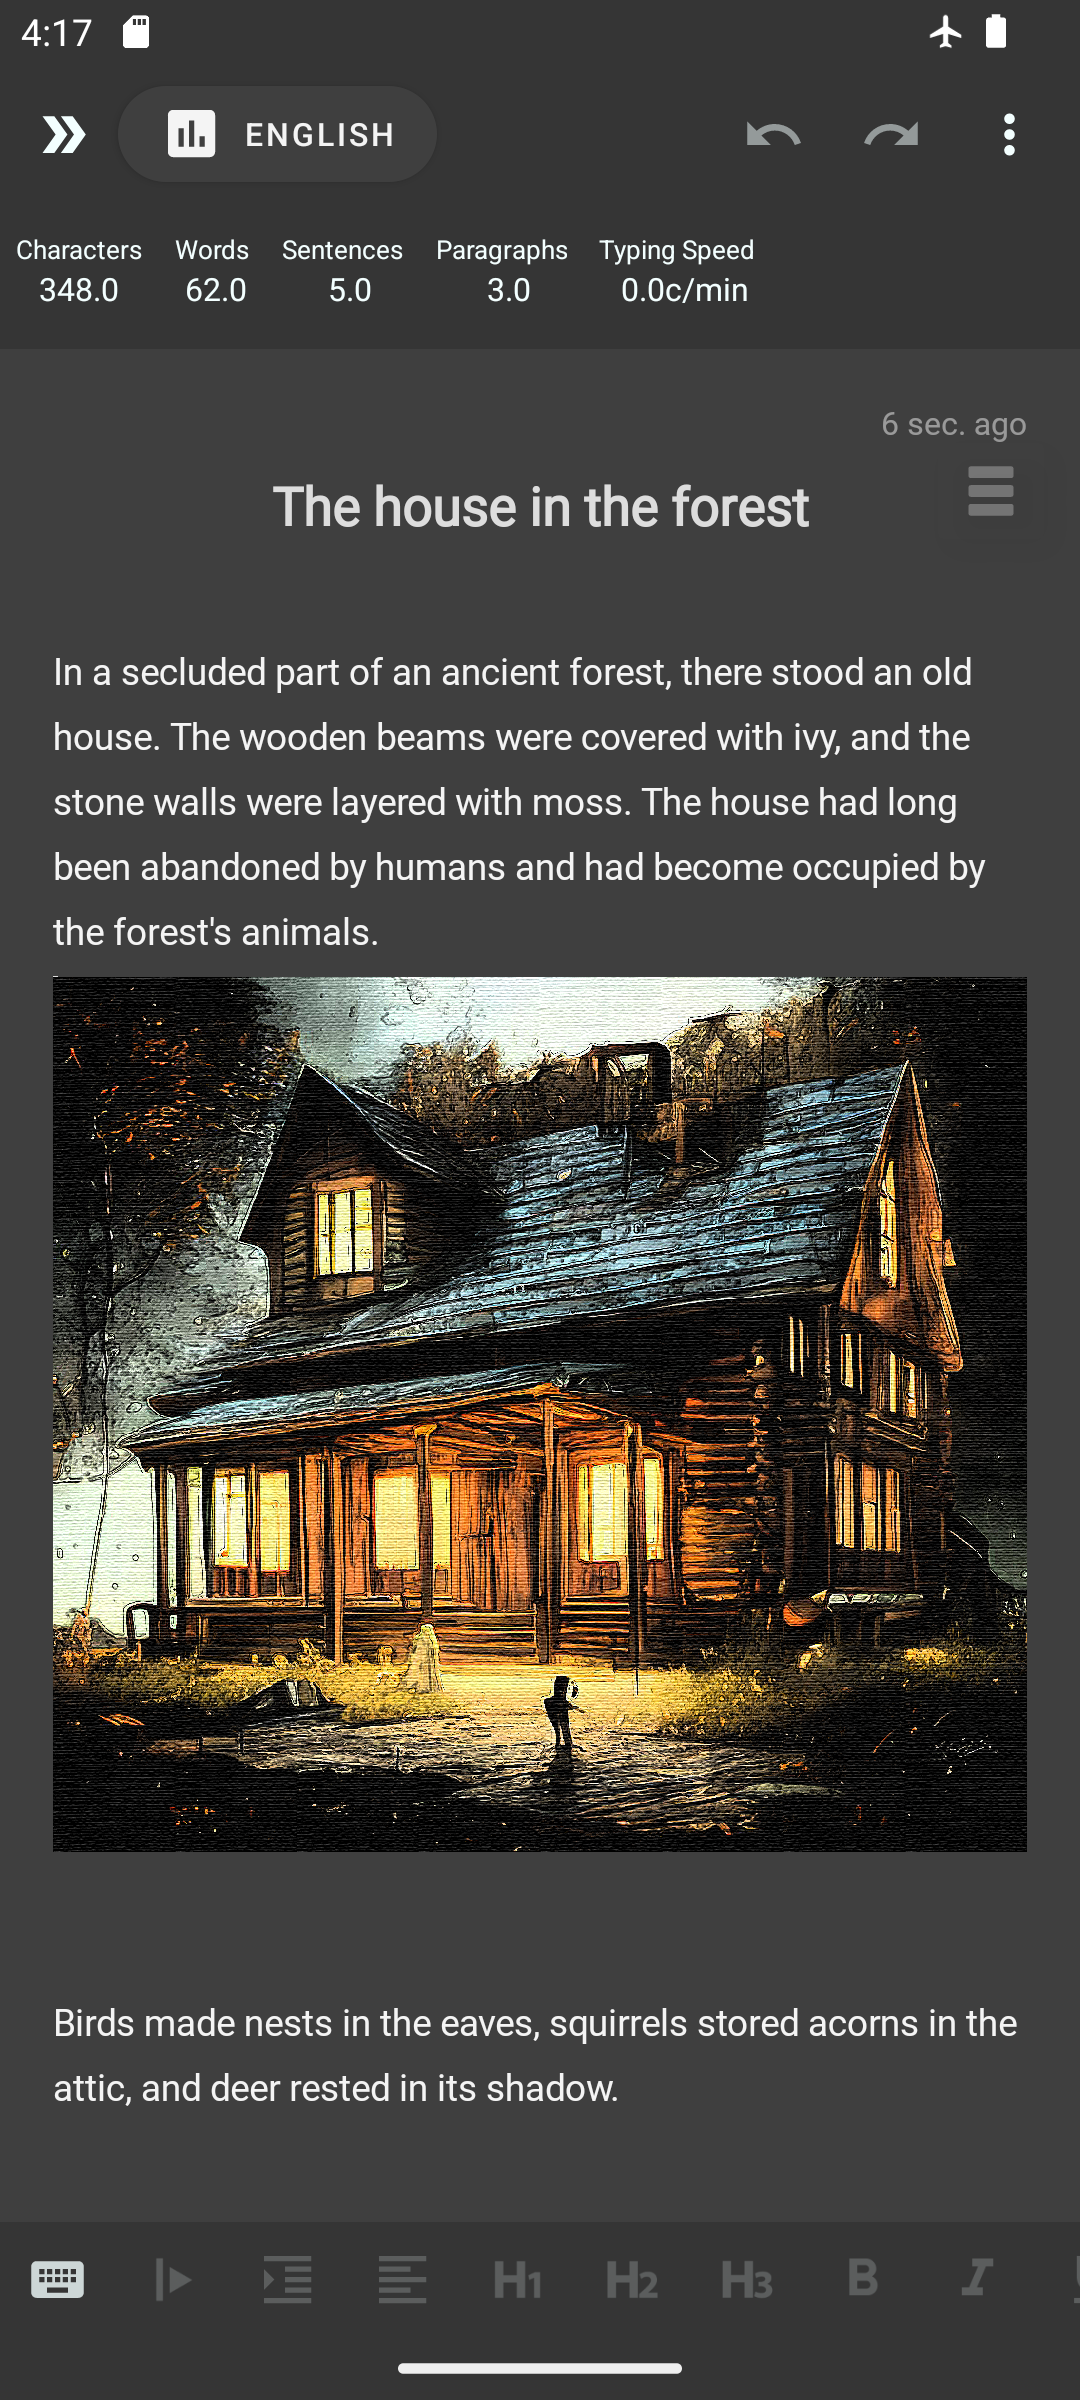 4:17
ENGLISH
Characters Words Sentences Paragraphs Typing Speed
348.0 62.0 5.0 3.0 0.0c/min
6 sec. ago
The house in the forest
In a secluded part of an ancient forest, there stood an old
house. The wooden beams were covered with ivy, and the
stone walls were layered with moss. The house had long
been abandoned by humans and had become occupied by
the forest's animals.
Birds made nests in the eaves, squirrels stored acorns in the
attic, and deer rested in its shadow.
H1 H2 H3 B I